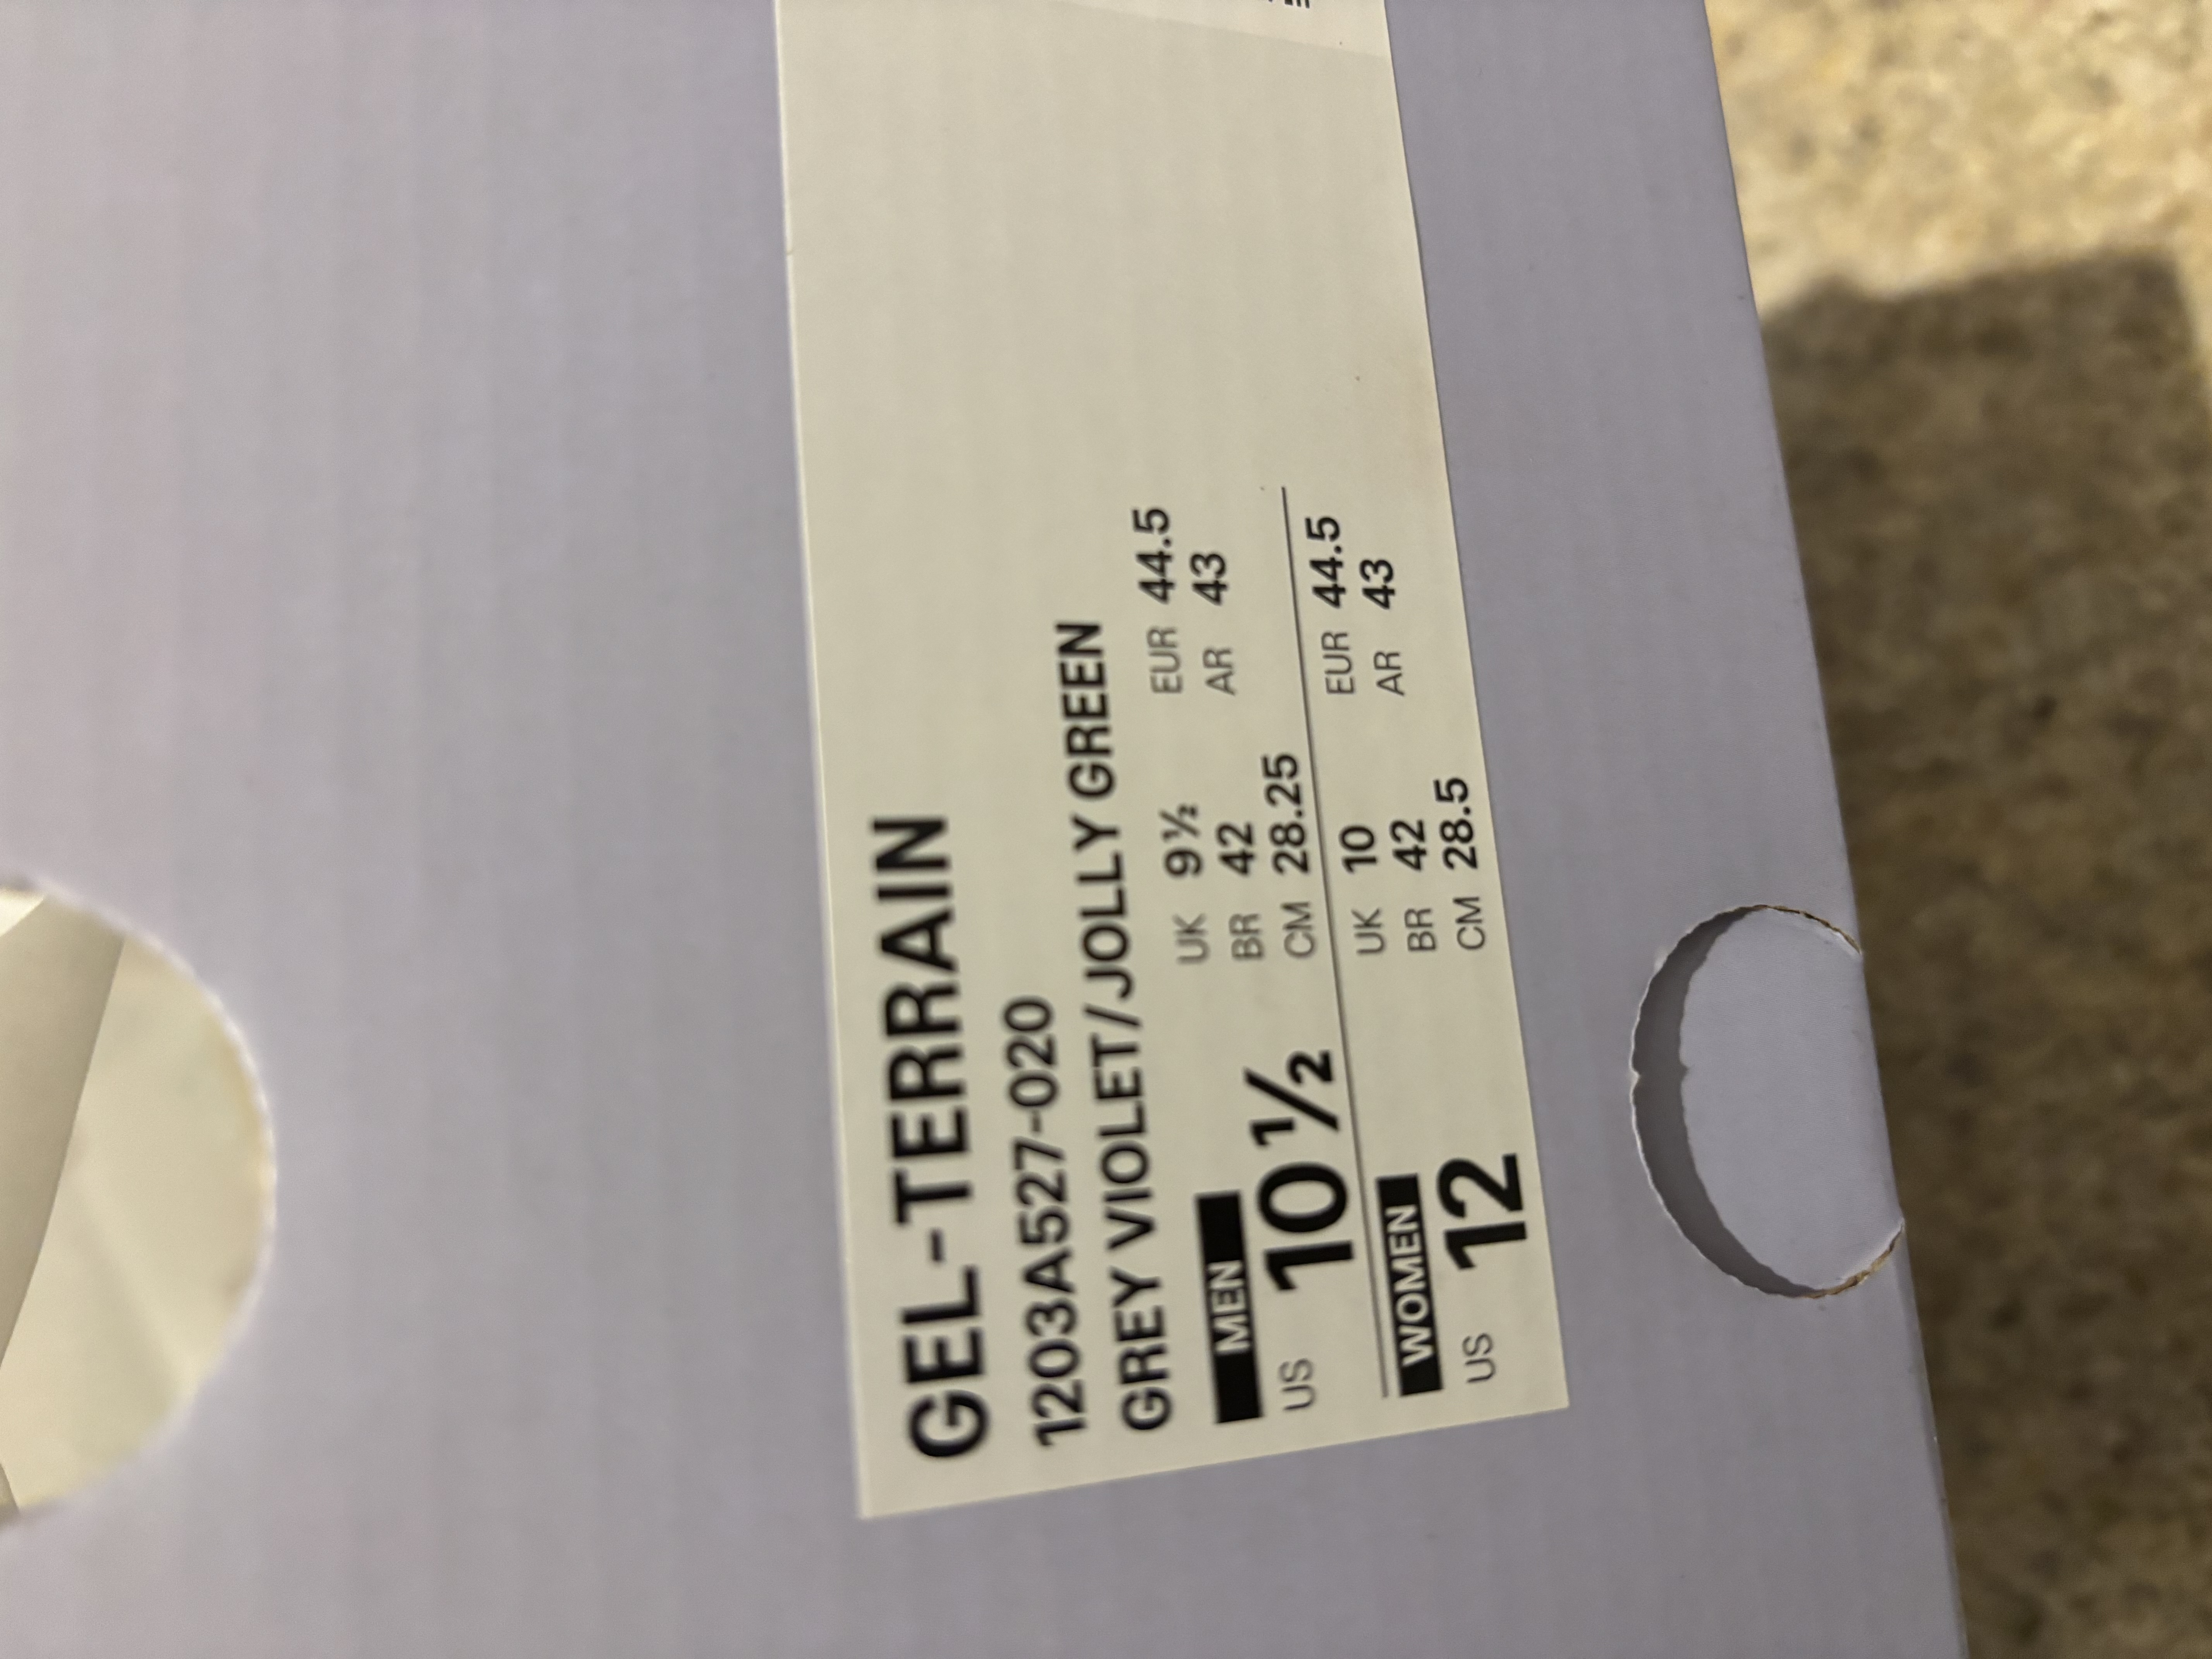 GEL-TERRAIN
1203A527-020
GREY VIOLET/JOLLY GREEN
MEN
US 10½
UK 9½ EUR 44.5
BR 42 AR 43
CM 28.25
WOMEN
US 12
UK 10 EUR 44.5
BR 42 AR 43
CM 28.5